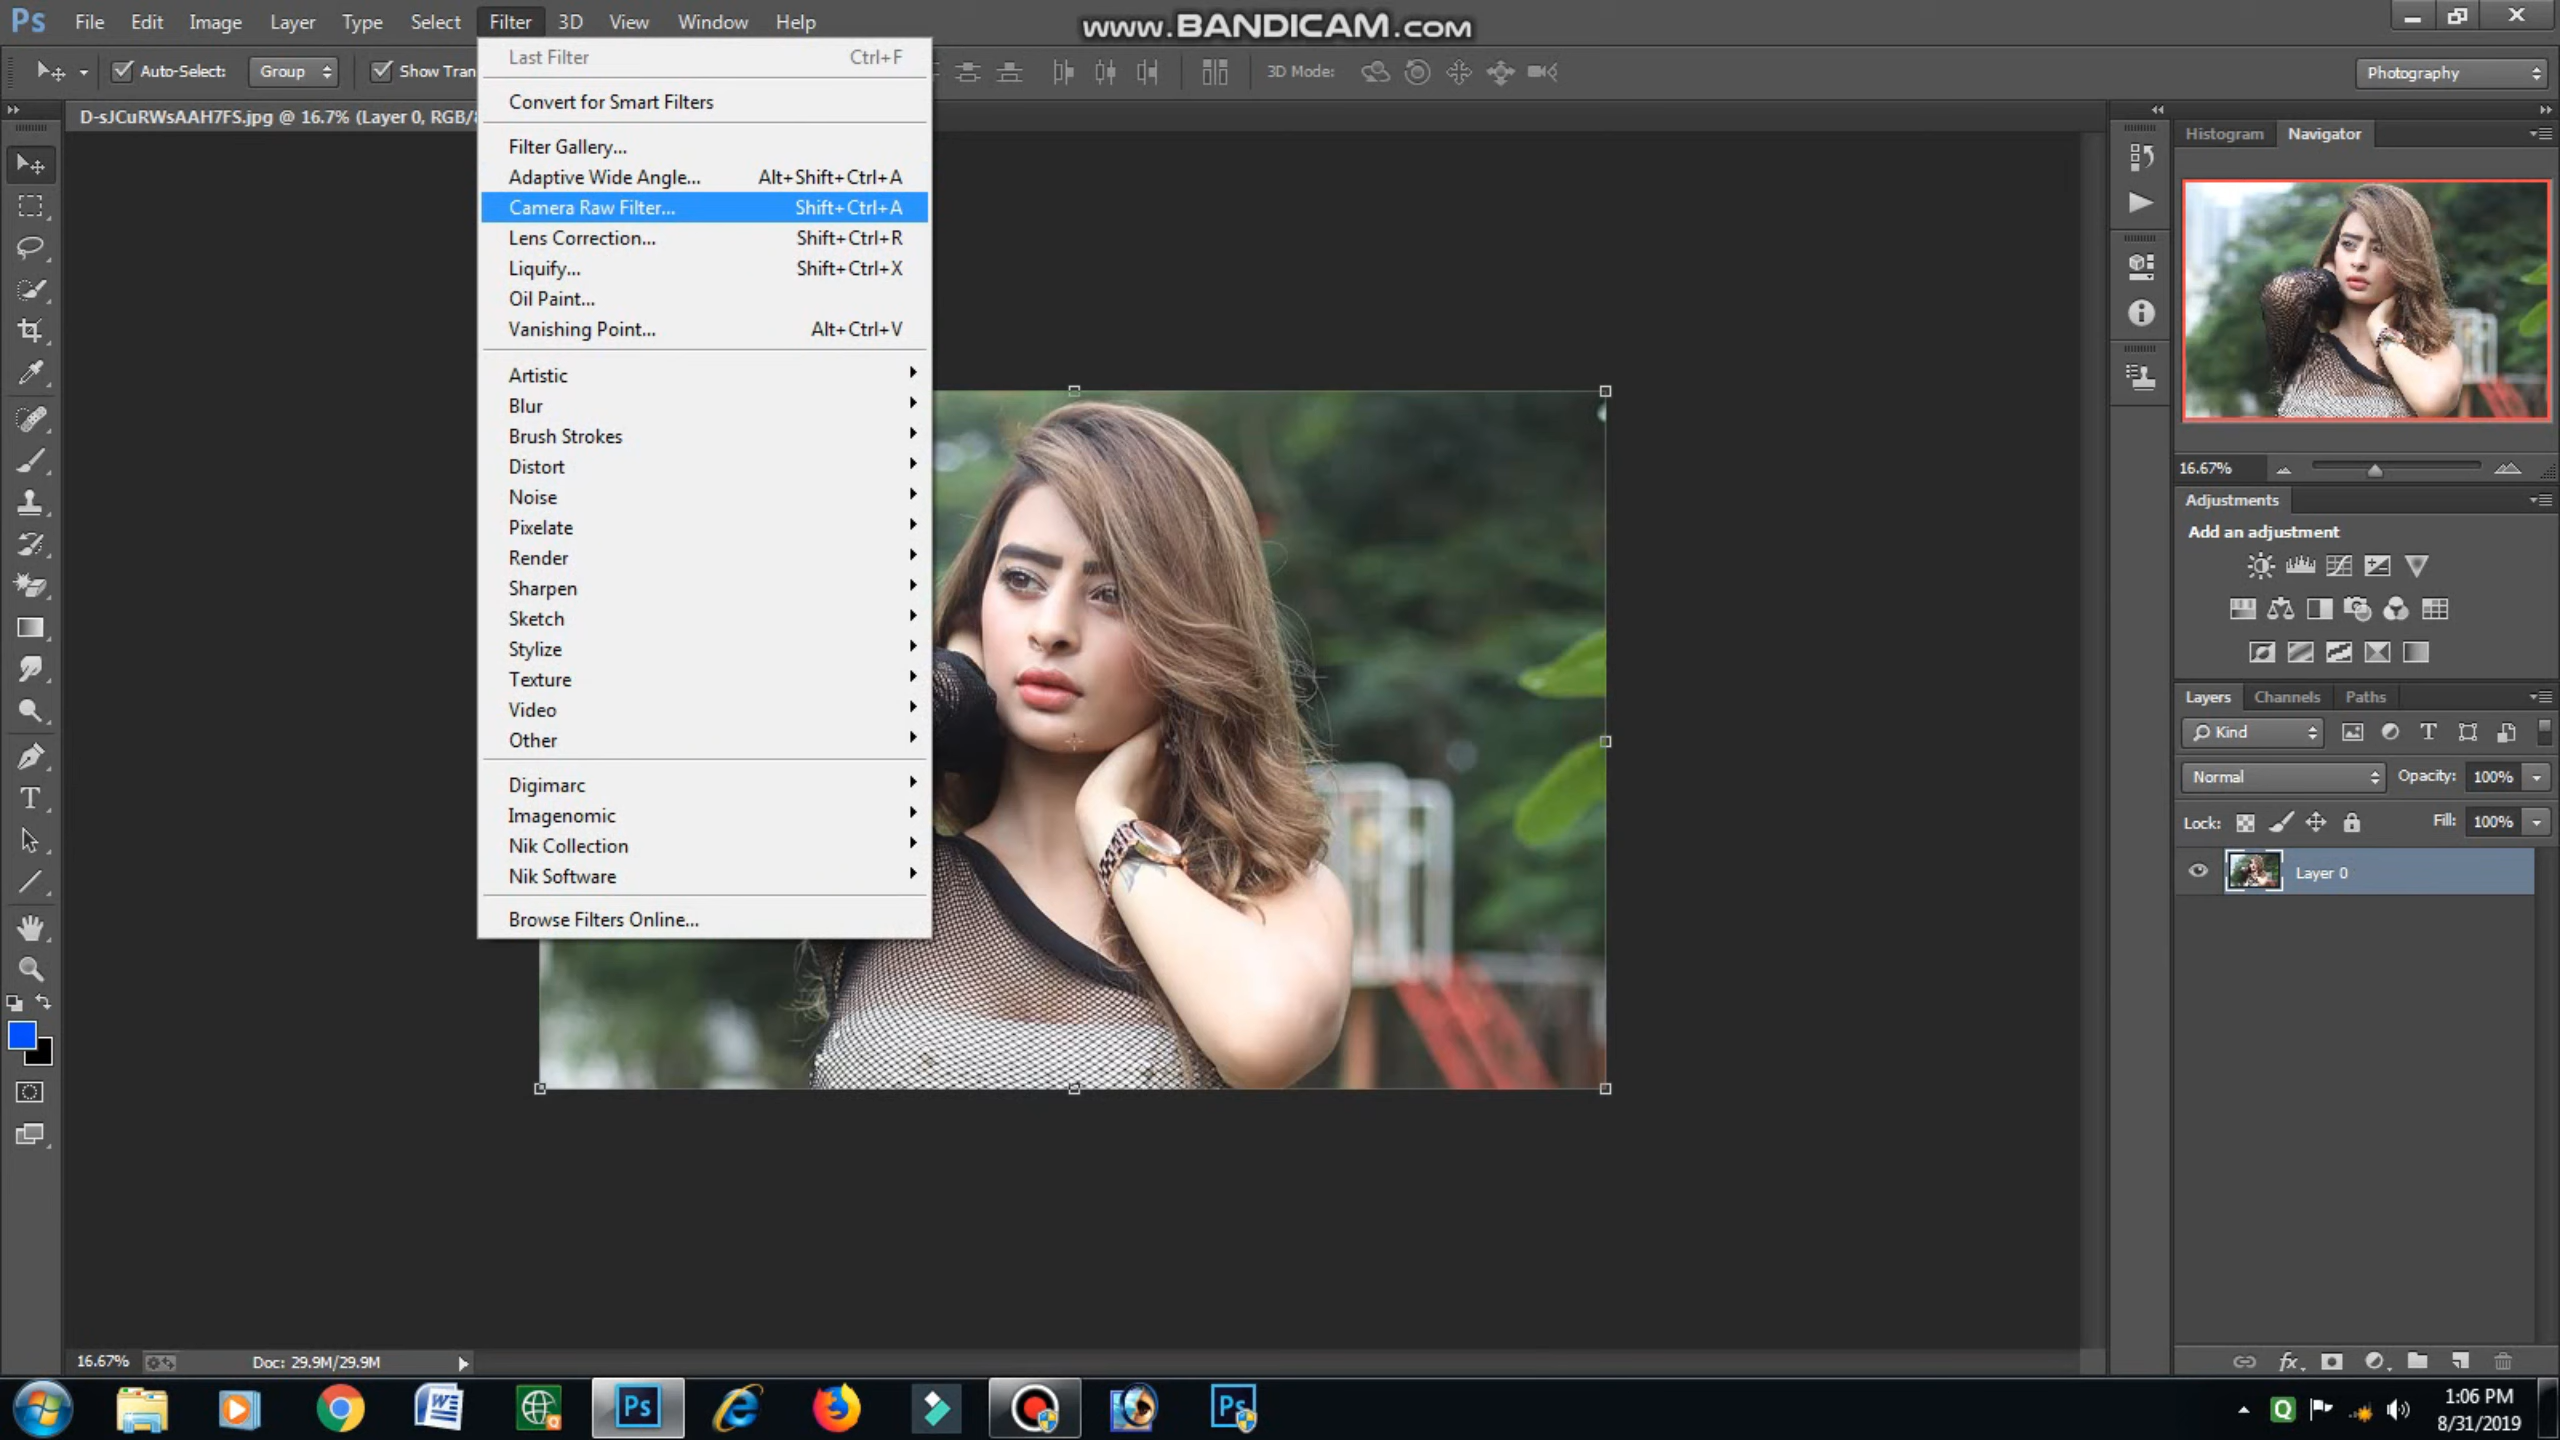 Ps File Edit Image Layer Type Select Filter 3D View Window Help
www.BANDICAM.com
Auto-Select: Group Show Tran
3D Mode:
Photography
D-sJCuRWsAAH7FS.jpg @ 16.7% (Layer 0, RGB/
Last Filter Ctrl+F
Convert for Smart Filters
Filter Gallery...
Adaptive Wide Angle... Alt+Shift+Ctrl+A
Camera Raw Filter... Shift+Ctrl+A
Lens Correction... Shift+Ctrl+R
Liquify... Shift+Ctrl+X
Oil Paint...
Vanishing Point... Alt+Ctrl+V
Artistic
Blur
Brush Strokes
Distort
Noise
Pixelate
Render
Sharpen
Sketch
Stylize
Texture
Video
Other
Digimarc
Imagenomic
Nik Collection
Nik Software
Browse Filters Online...
Histogram Navigator
16.67%
Adjustments
Add an adjustment
Layers Channels Paths
Kind
Normal Opacity: 100%
Lock: Fill: 100%
Layer 0
16.67% Doc: 29.9M/29.9M
1:06 PM
8/31/2019